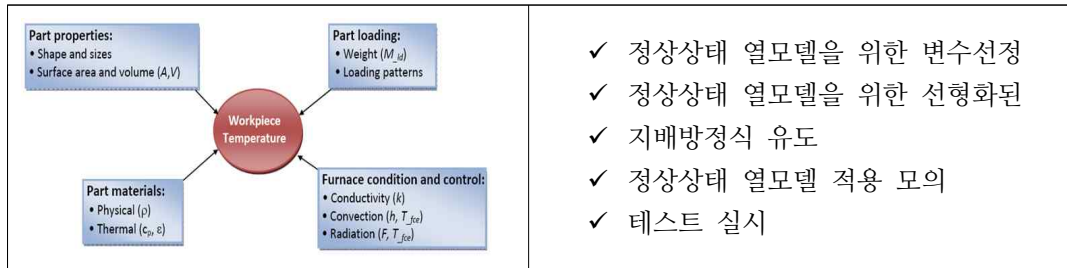 Part properties:
• Shape and sizes
• Surface area and volume (A,V)
Part loading:
• Weight (M_ld)
• Loading patterns
Workpiece
Temperature
Part materials:
• Physical (ρ)
• Thermal (cₚ, ε)
Furnace condition and control:
• Conductivity (k)
• Convection (h, T_fce)
• Radiation (F, T_fce)
✓ 정상상태 열모델을 위한 변수선정
✓ 정상상태 열모델을 위한 선형화된
✓ 지배방정식 유도
✓ 정상상태 열모델 적용 모의
✓ 테스트 실시